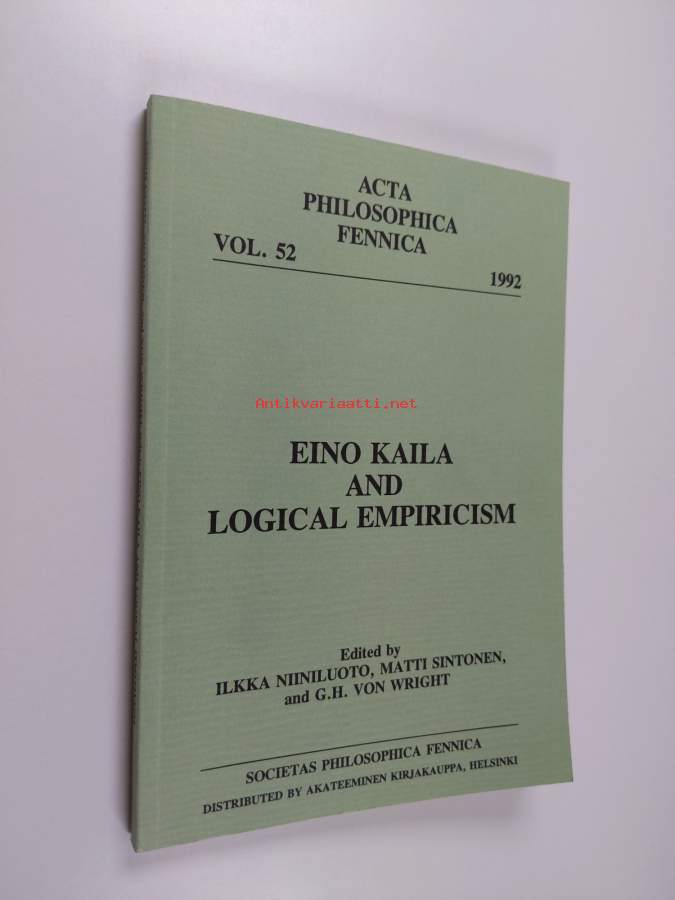 ACTA
PHILOSOPHICA
FENNICA
VOL. 52
1992
Antikvariaatti.net
EINO KAILA
AND
LOGICAL EMPIRICISM
Edited by
ILKKA NIINILUOTO, MATTI SINTONEN,
and G.H. VON WRIGHT
SOCIETAS PHILOSOPHICA FENNICA
DISTRIBUTED BY AKATEEMINEN KIRJAKAUPPA, HELSINKI